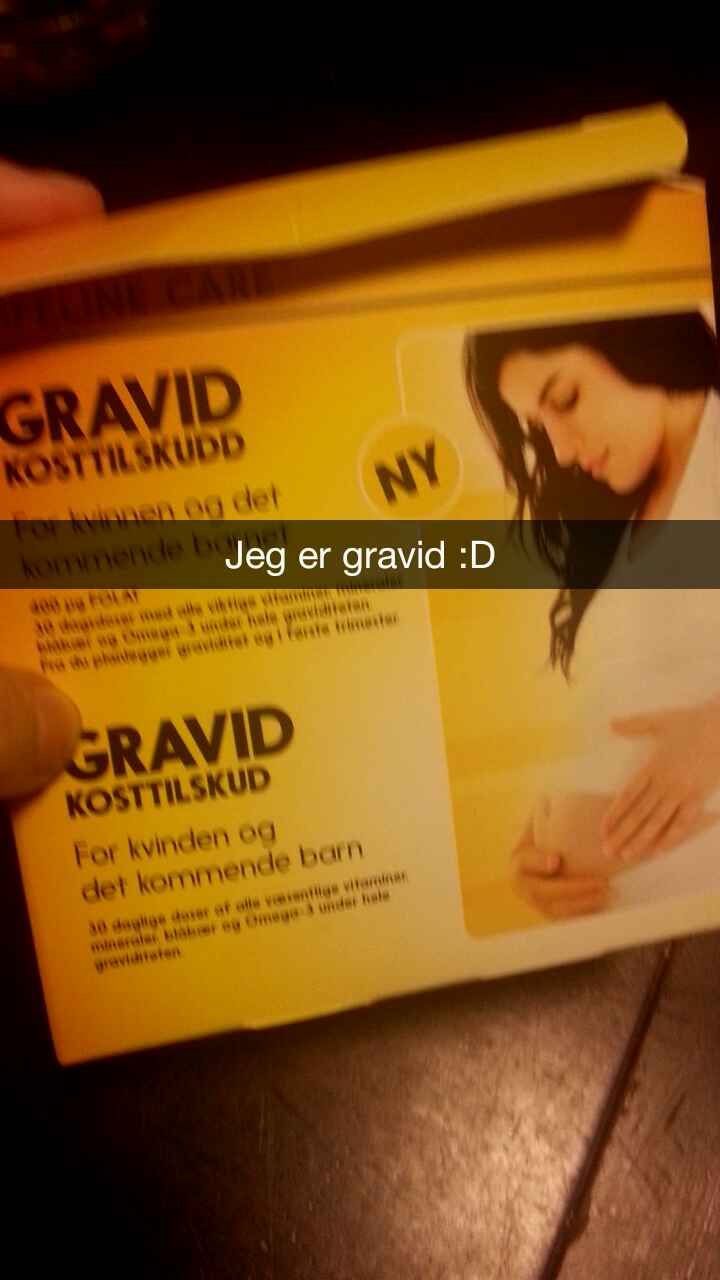 LIFELINE CARE
GRAVID
KOSTTILSKUDD
NY
For kvinnen og det
kommende barnet
Jeg er gravid :D
400 µg FOLAT
30 dagsdoser med alle viktige vitaminer, mineraler,
blåbær og Omega-3 under hele graviditeten.
Fra du planlegger graviditet og i første trimester.
GRAVID
KOSTTILSKUD
For kvinden og
det kommende barn
30 daglige doser af alle væsentlige vitaminer,
mineraler, blåbær og Omega-3 under hele
graviditeten.